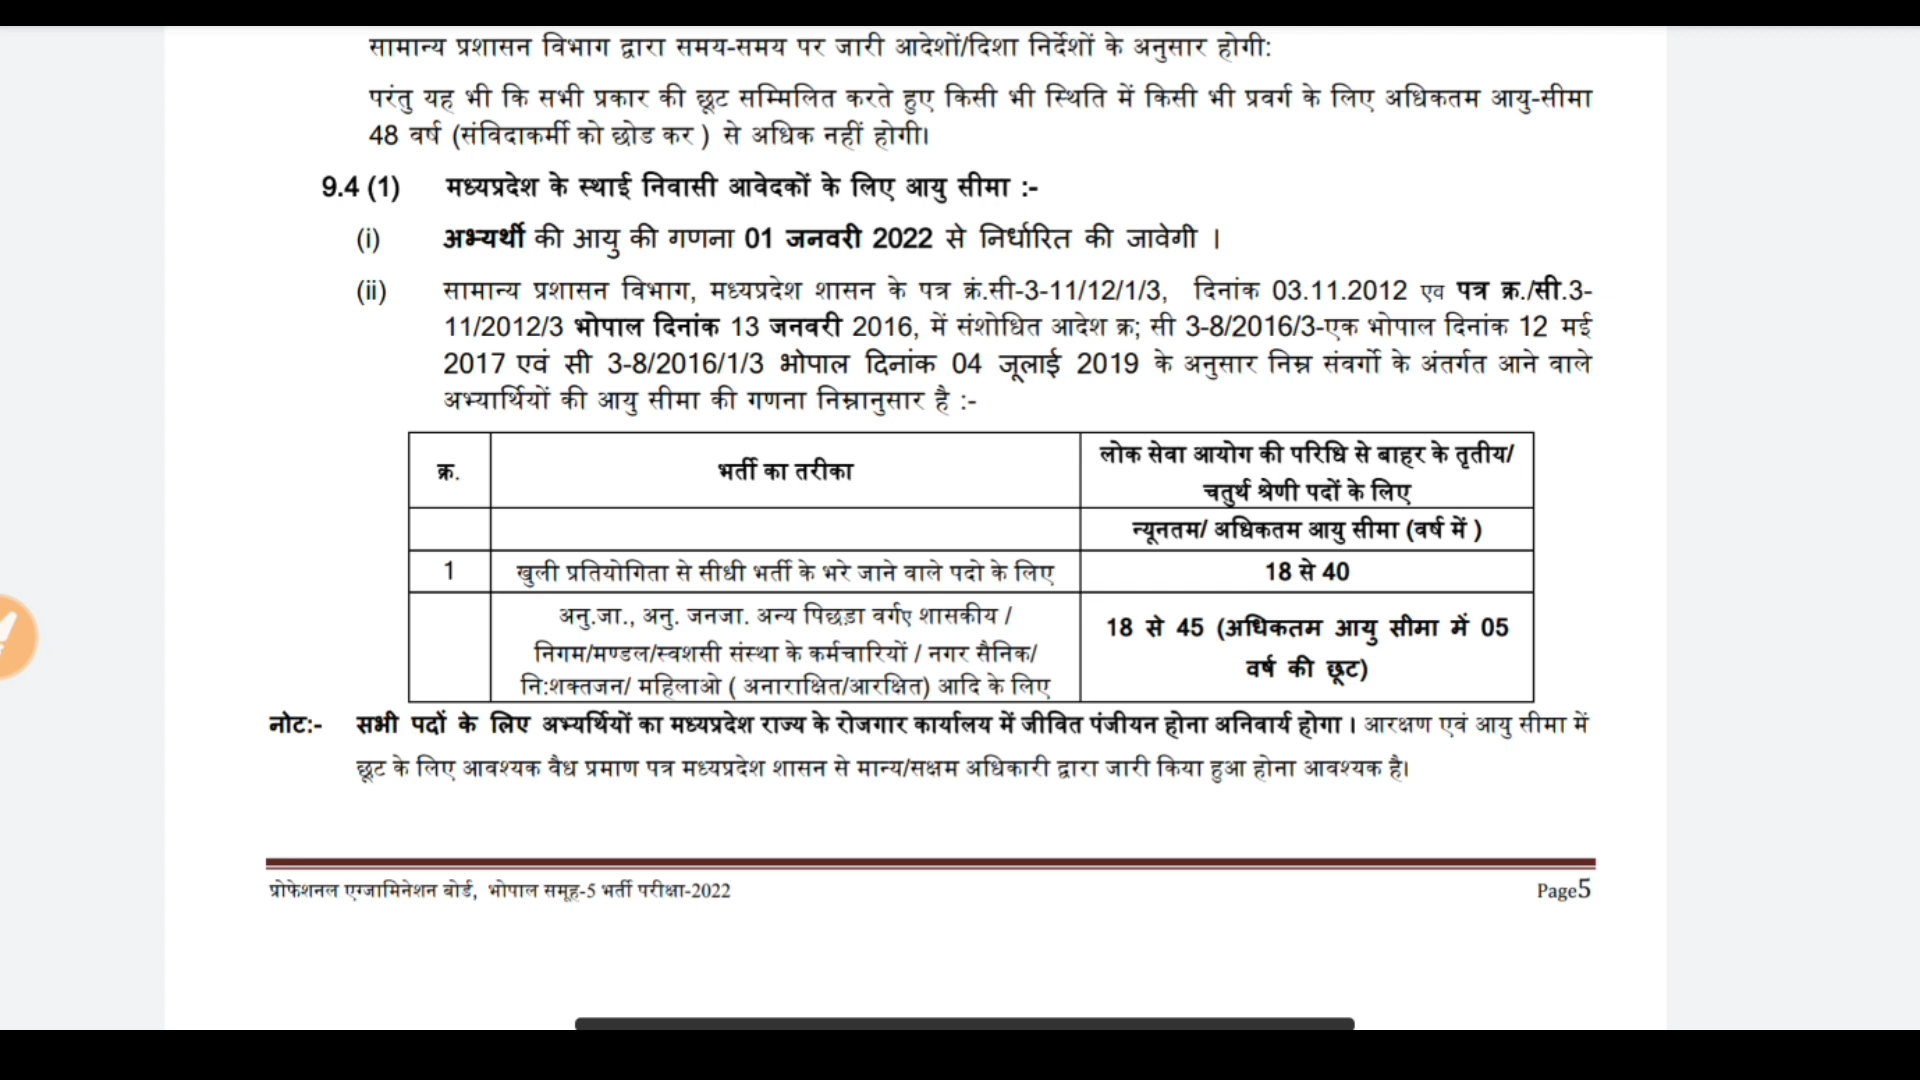 सामान्य प्रशासन विभाग द्वारा समय-समय पर जारी आदेशों/दिशा निर्देशों के अनुसार होगी:
परंतु यह भी कि सभी प्रकार की छूट सम्मिलित करते हुए किसी भी स्थिति में किसी भी प्रवर्ग के लिए अधिकतम आयु-सीमा
48 वर्ष (संविदाकर्मी को छोड कर ) से अधिक नहीं होगी।
9.4 (1) मध्यप्रदेश के स्थाई निवासी आवेदकों के लिए आयु सीमा :-
(i) अभ्यर्थी की आयु की गणना 01 जनवरी 2022 से निर्धारित की जावेगी ।
(ii) सामान्य प्रशासन विभाग, मध्यप्रदेश शासन के पत्र क्रं.सी-3-11/12/1/3, दिनांक 03.11.2012 एव पत्र क्र./सी.3-
11/2012/3 भोपाल दिनांक 13 जनवरी 2016, में संशोधित आदेश क्र; सी 3-8/2016/3-एक भोपाल दिनांक 12 मई
2017 एवं सी 3-8/2016/1/3 भोपाल दिनांक 04 जूलाई 2019 के अनुसार निम्न संवर्गो के अंतर्गत आने वाले
अभ्यार्थियों की आयु सीमा की गणना निम्नानुसार है :-
क्र. भर्ती का तरीका लोक सेवा आयोग की परिधि से बाहर के तृतीय/
चतुर्थ श्रेणी पदों के लिए
न्यूनतम/ अधिकतम आयु सीमा (वर्ष में )
1 खुली प्रतियोगिता से सीधी भर्ती के भरे जाने वाले पदो के लिए 18 से 40
अनु.जा., अनु. जनजा. अन्य पिछड़ा वर्गए शासकीय /
निगम/मण्डल/स्वशसी संस्था के कर्मचारियों / नगर सैनिक/
नि:शक्तजन/ महिलाओ ( अनाराक्षित/आरक्षित) आदि के लिए
18 से 45 (अधिकतम आयु सीमा में 05
वर्ष की छूट)
नोट:- सभी पदों के लिए अभ्यर्थियों का मध्यप्रदेश राज्य के रोजगार कार्यालय में जीवित पंजीयन होना अनिवार्य होगा । आरक्षण एवं आयु सीमा में
छूट के लिए आवश्यक वैध प्रमाण पत्र मध्यप्रदेश शासन से मान्य/सक्षम अधिकारी द्वारा जारी किया हुआ होना आवश्यक है।
प्रोफेशनल एग्जामिनेशन बोर्ड, भोपाल समूह-5 भर्ती परीक्षा-2022 Page5